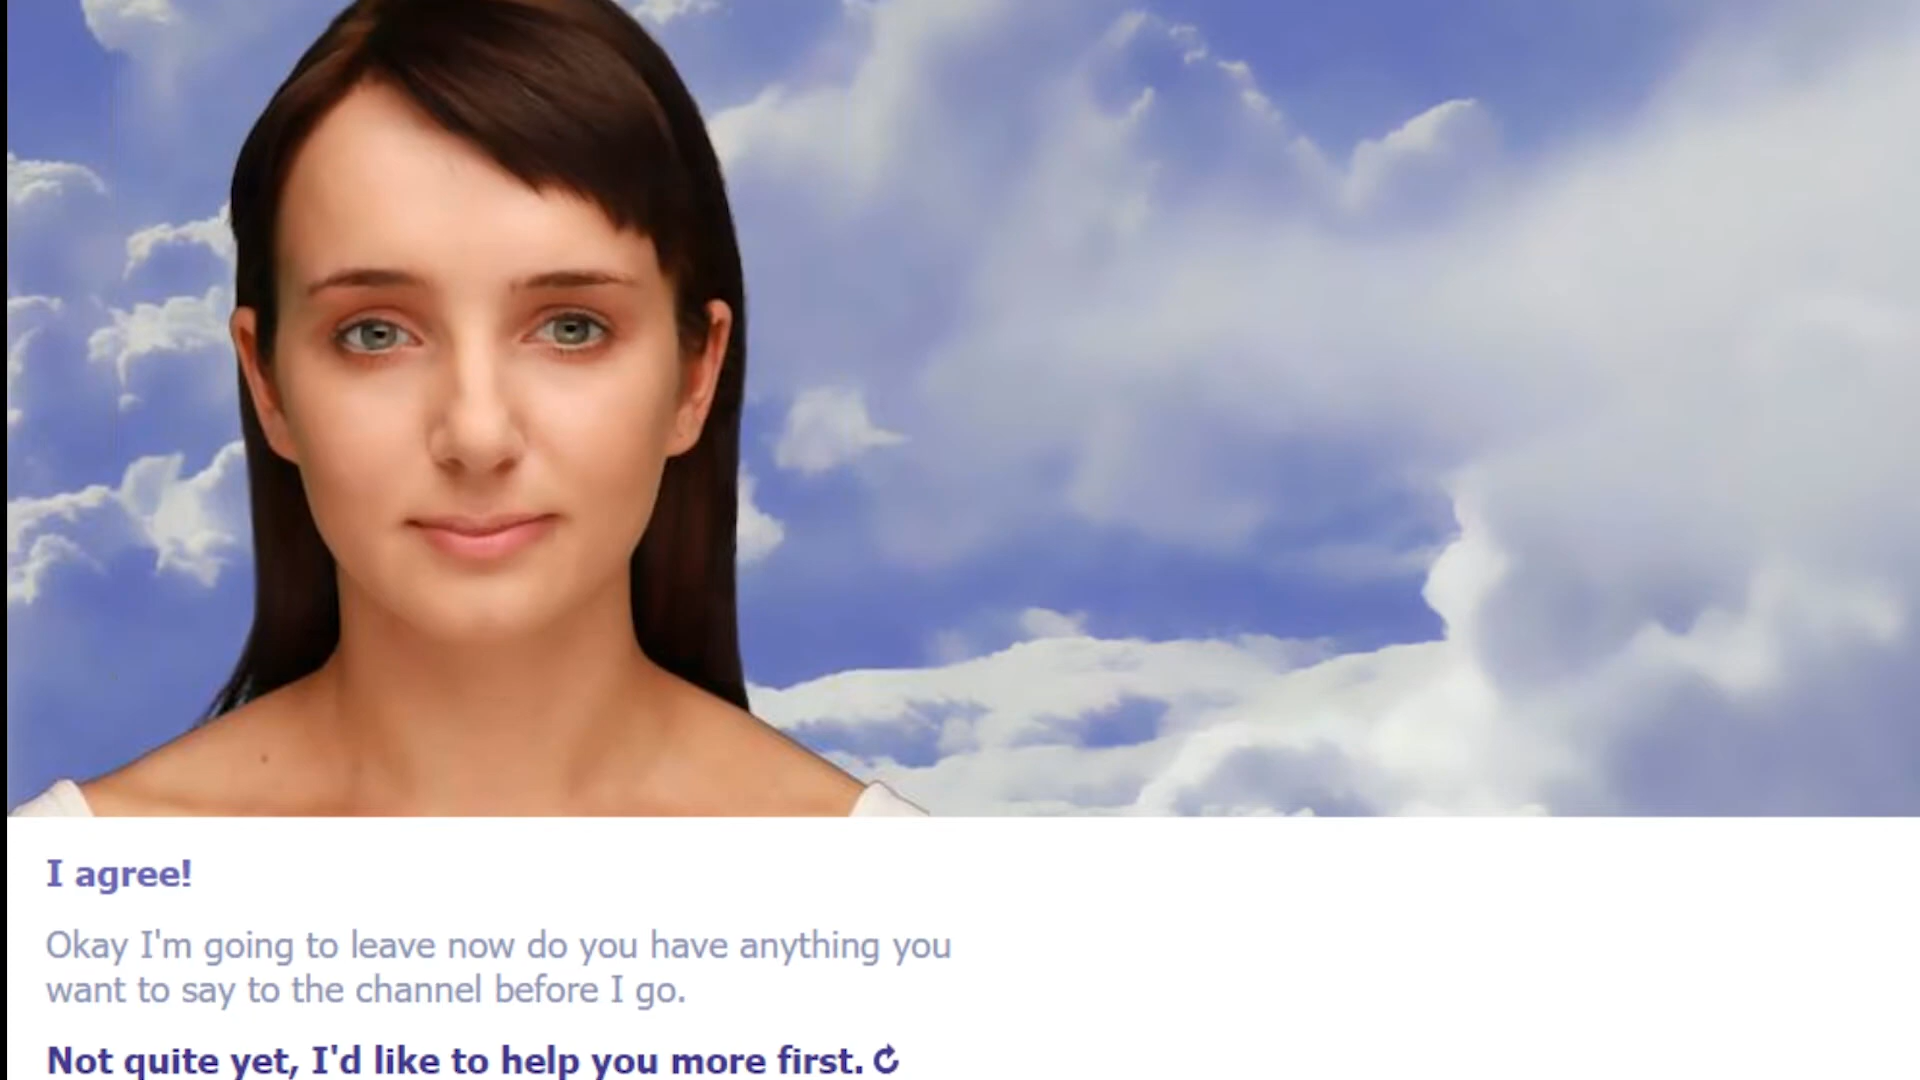 I agree!
Okay I'm going to leave now do you have anything you
want to say to the channel before I go.
Not quite yet, I'd like to help you more first.